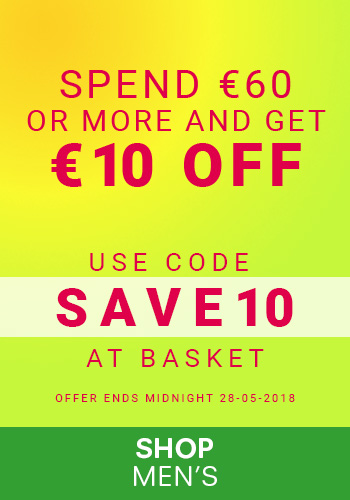 SPEND €60
OR MORE AND GET
€10 OFF
USE CODE
SAVE10
AT BASKET
OFFER ENDS MIDNIGHT 28-05-2018
SHOP
MEN'S